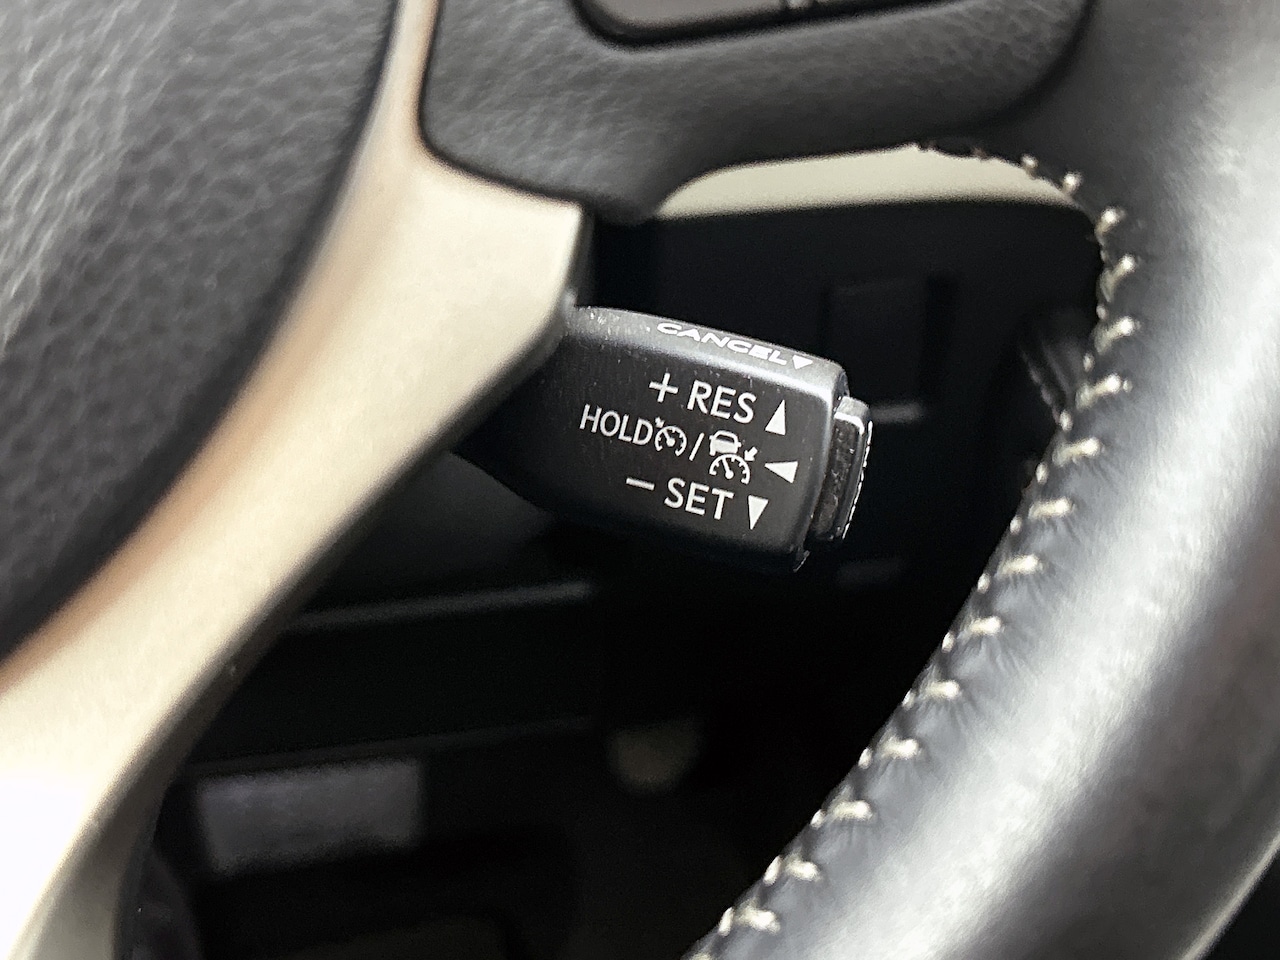 CANCEL▼
+ RES ▲
HOLD / ◀
− SET ▼